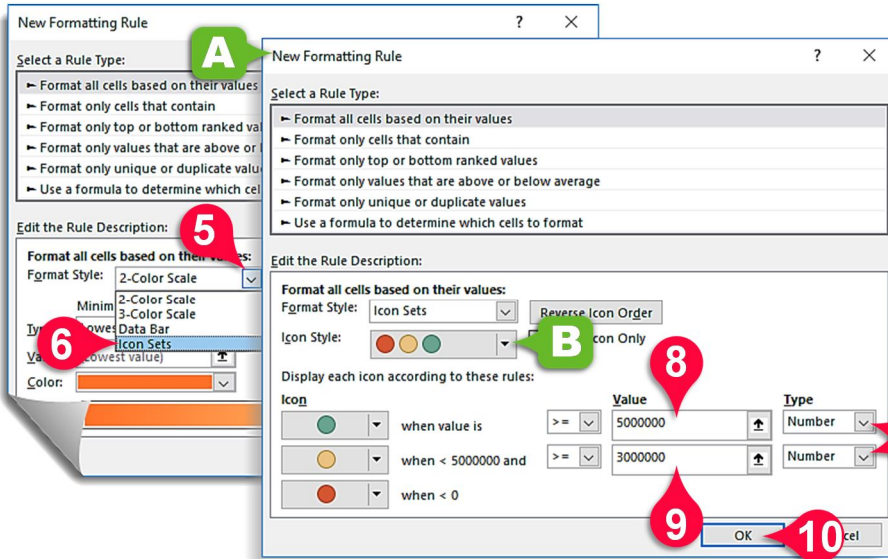 New Formatting Rule ? ×
Select a Rule Type:
► Format all cells based on their values
► Format only cells that contain
► Format only top or bottom ranked
► Format only values that are above or
► Format only unique or duplicate
► Use a formula to determine which
Edit the Rule Description:
5
Format all cells based on their values:
Format Style: 2-Color Scale
2-Color Scale
3-Color Scale
Data Bar
Icon Sets
6
(Lowest value)
Color:
A
New Formatting Rule ? ×
Select a Rule Type:
► Format all cells based on their values
► Format only cells that contain
► Format only top or bottom ranked values
► Format only values that are above or below average
► Format only unique or duplicate values
► Use a formula to determine which cells to format
Edit the Rule Description:
Format all cells based on their values:
Format Style: Icon Sets Reverse Icon Order
Icon Style: B Icon Only
Display each icon according to these rules:
8
Icon Value Type
when value is >= 5000000 Number
when < 5000000 and >= 3000000 Number
when < 0
9
OK 10